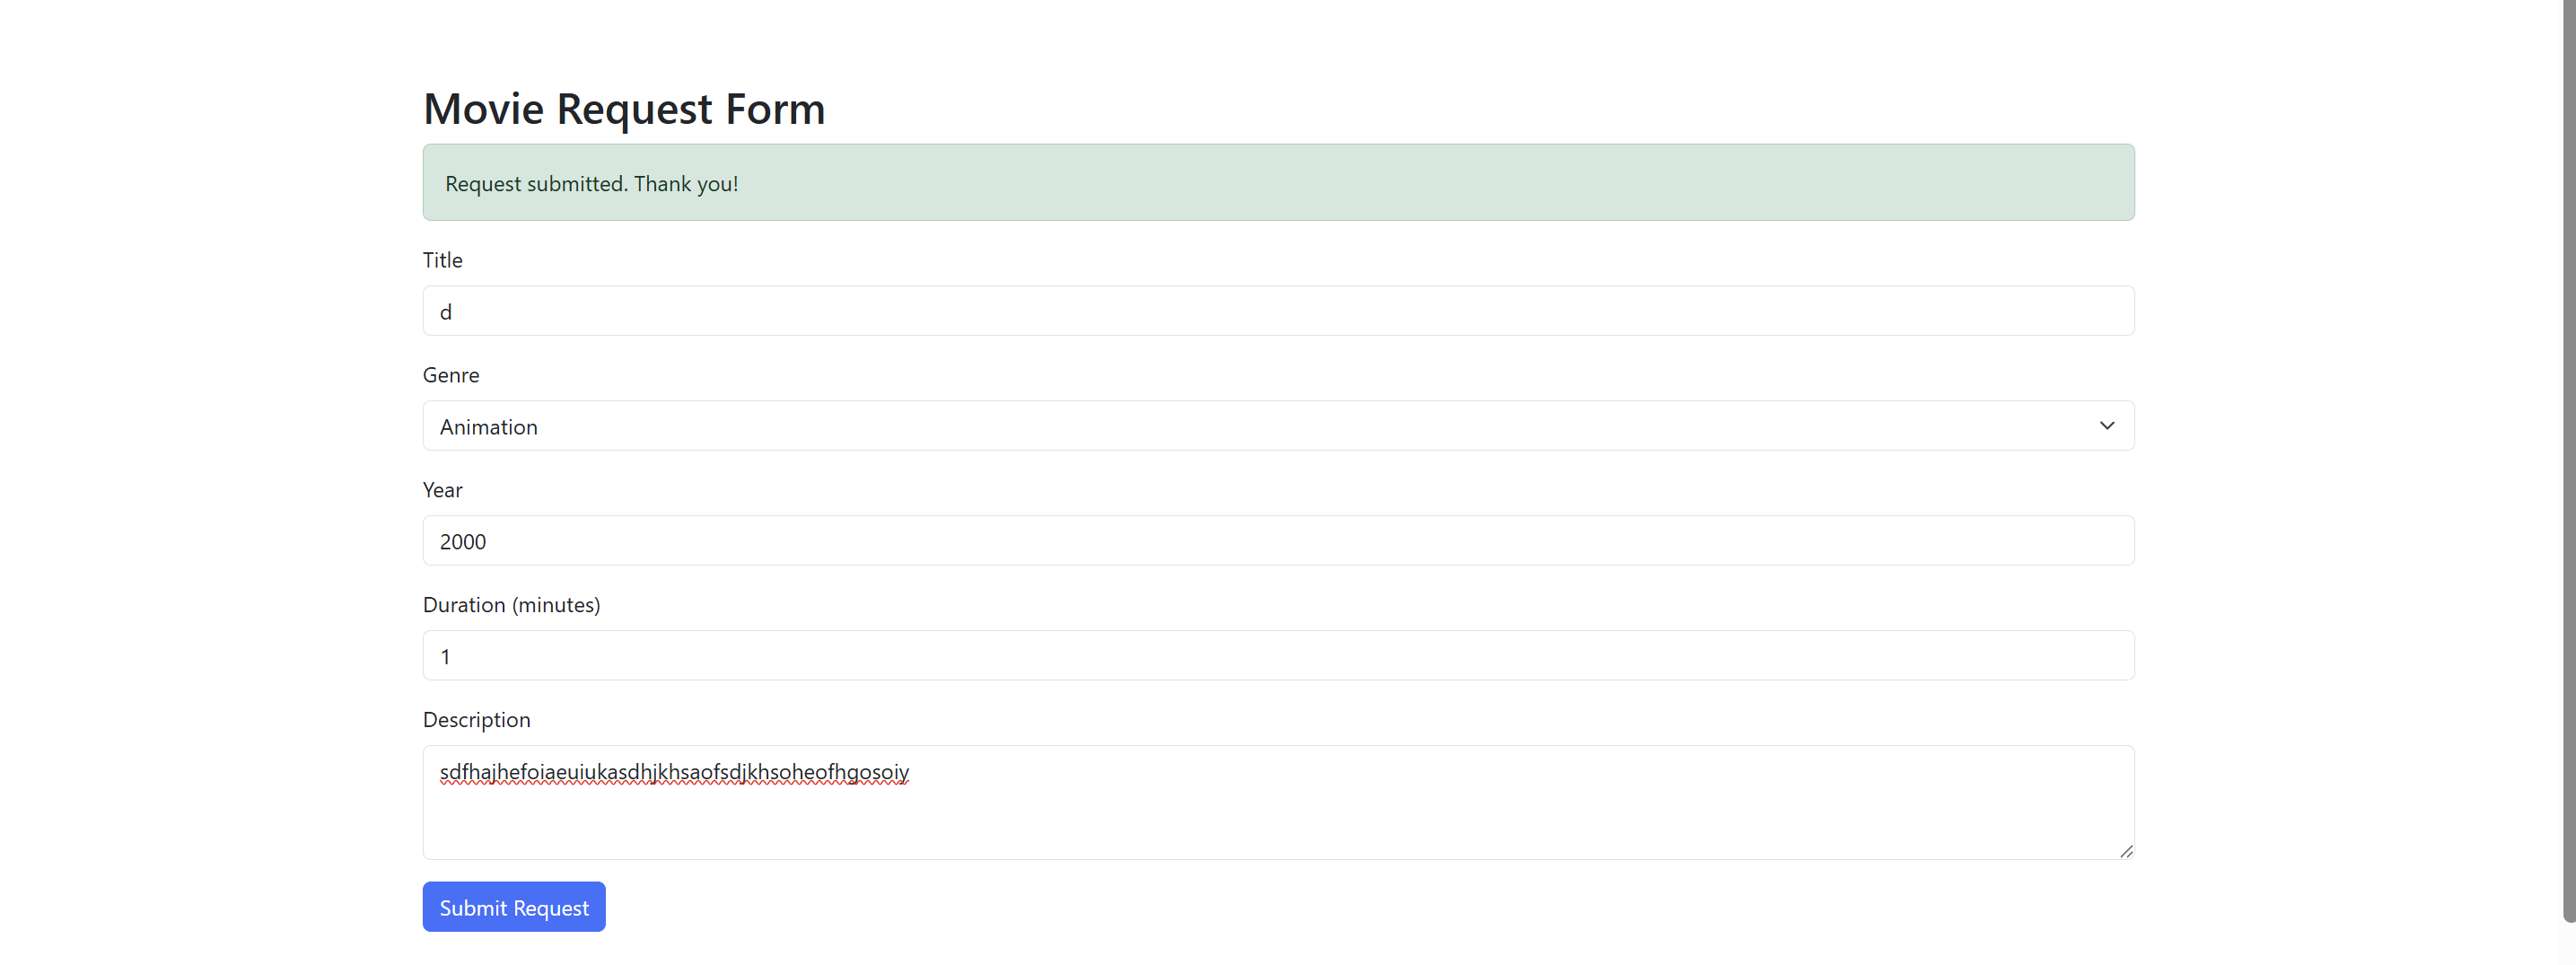 Movie Request Form
Request submitted. Thank you!
Title
d
Genre
Animation
Year
2000
Duration (minutes)
1
Description
sdfhajhefoiaeuiukasdhjkhsaofsdjkhsoheofhgosoiy
Submit Request